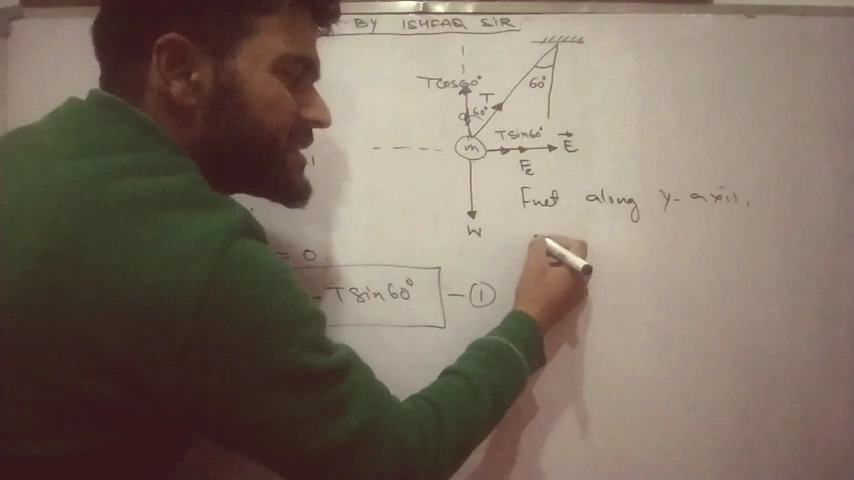 BY ISHFAQ SIR
Tcos60°
60°
T
60°
m
Tsin60°
E
Fe
W
Fnet along y-axis.
= 0
-Tsin60° - 1